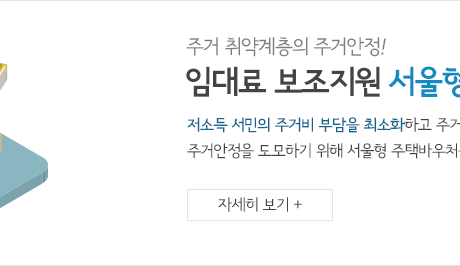 주거 취약계층의 주거안정!
임대료 보조지원 서울형
저소득 서민의 주거비 부담을 최소화하고 주거
주거안정을 도모하기 위해 서울형 주택바우처
자세히 보기 +